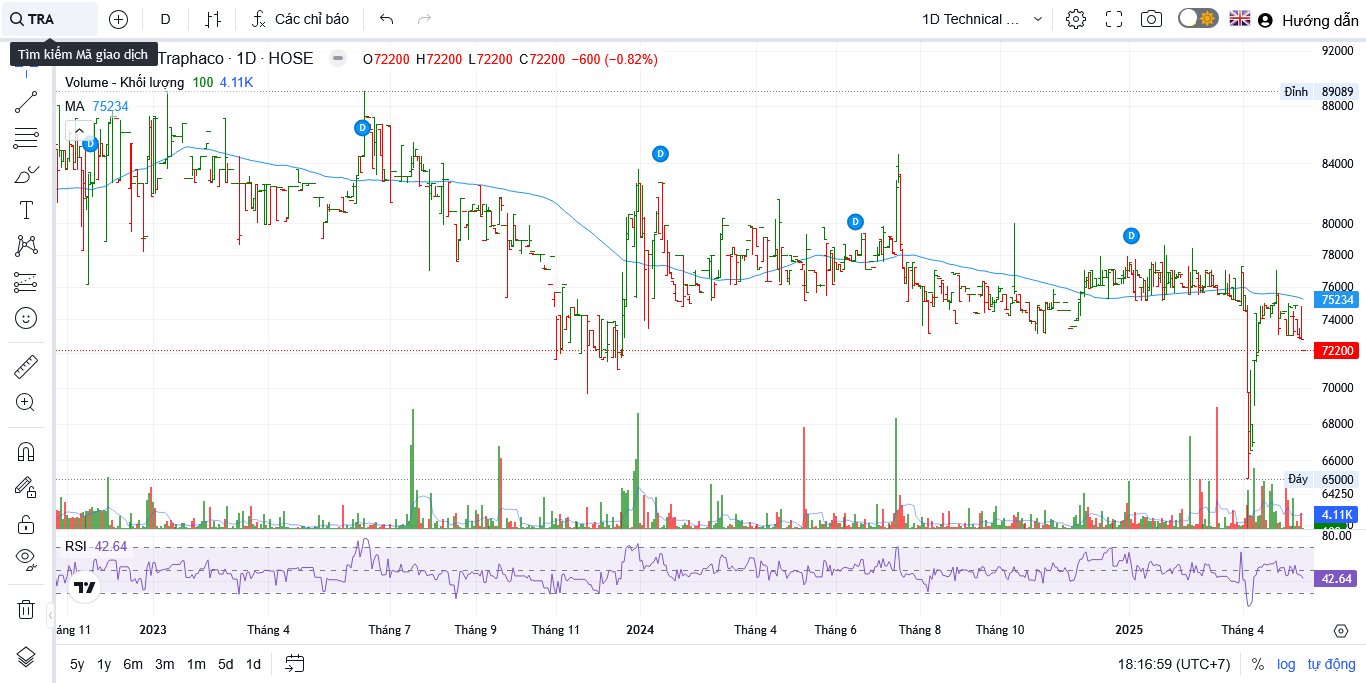 TRA D Các chỉ báo 1D Technical ... Hướng dẫn
Tìm kiếm Mã giao dịch
Traphaco · 1D · HOSE O72200 H72200 L72200 C72200 −600 (−0.82%)
Volume - Khối lượng 100 4.11K
MA 75234
D
D
D
D
D
92000
Đỉnh 89089
88000
84000
80000
78000
76000
75234
74000
72200
70000
68000
66000
Đáy 65000
64250
4.11K
80.00
RSI 42.64
42.64
2023 Tháng 4 Tháng 7 Tháng 9 Tháng 11 2024 Tháng 4 Tháng 6 Tháng 8 Tháng 10 2025 Tháng 4
5y 1y 6m 3m 1m 5d 1d 18:16:59 (UTC+7) % log tự động